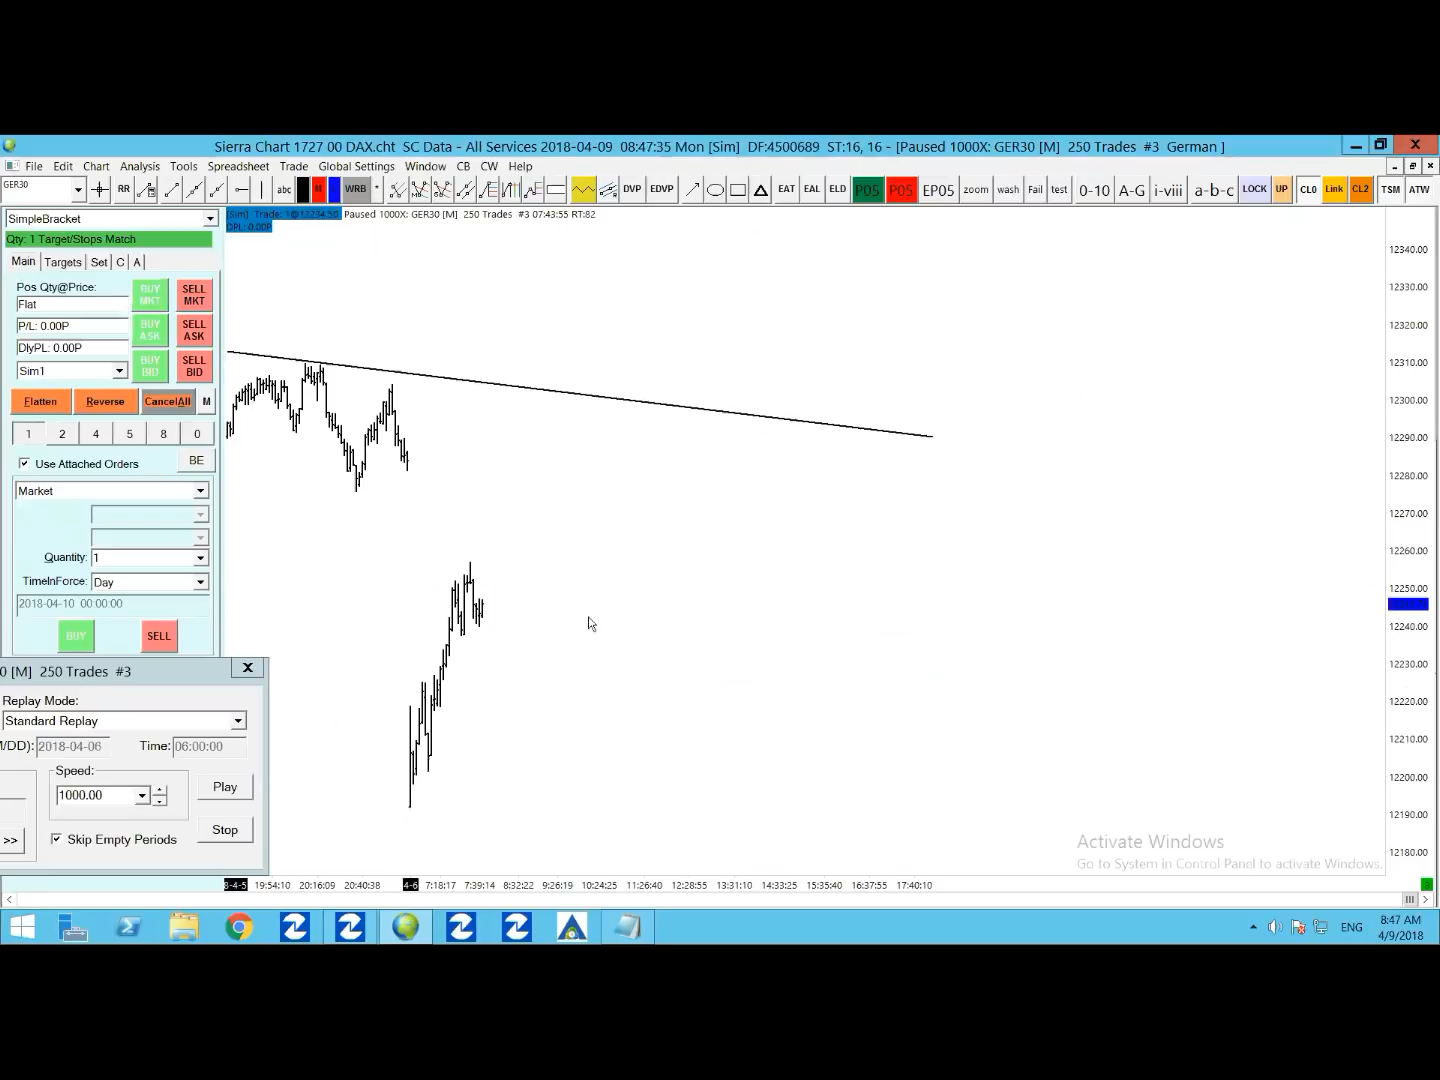 Sierra Chart 1727 00 DAX.cht SC Data - All Services 2018-04-09 08:47:35 Mon [Sim] DF:4500689 ST:16, 16 - [Paused 1000X: GER30 [M] 250 Trades #3 German ]
File Edit Chart Analysis Tools Spreadsheet Trade Global Settings Window CB CW Help
GER30 RR abc WRB * DVP EDVP EAT EAL ELD P05 P05 EP05 zoom wash Fail test 0-10 A-G i-viii a-b-c LOCK UP CL0 Link CL2 TSM ATW
SimpleBracket
[Sim] Trade: 1@12234.50 Paused 1000X: GER30 [M] 250 Trades #3 07:43:55 RT:82
OPL: 0.00P
Qty: 1 Target/Stops Match
Main Targets Set C A
Pos Qty@Price:
Flat
BUY MKT
SELL MKT
P/L: 0.00P
BUY ASK
SELL ASK
DlyPL: 0.00P
BUY BID
SELL BID
Sim1
Flatten Reverse CancelAll M
1 2 4 5 8 0
Use Attached Orders BE
Market
Quantity: 1
TimeInForce: Day
2018-04-10 00:00:00
BUY SELL
0 [M] 250 Trades #3 X
Replay Mode:
Standard Replay
M/DD): 2018-04-06 Time: 06:00:00
Speed:
1000.00
Play
Stop
>> Skip Empty Periods
12340.00
12330.00
12320.00
12310.00
12300.00
12290.00
12280.00
12270.00
12260.00
12250.00
12240.00
12230.00
12220.00
12210.00
12200.00
12190.00
12180.00
Activate Windows
Go to System in Control Panel to activate Windows.
8-4-5 19:54:10 20:16:09 20:40:38 4-6 7:18:17 7:39:14 8:32:22 9:26:19 10:24:25 11:26:40 12:28:55 13:31:10 14:33:25 15:35:40 16:37:55 17:40:10
ENG
8:47 AM
4/9/2018